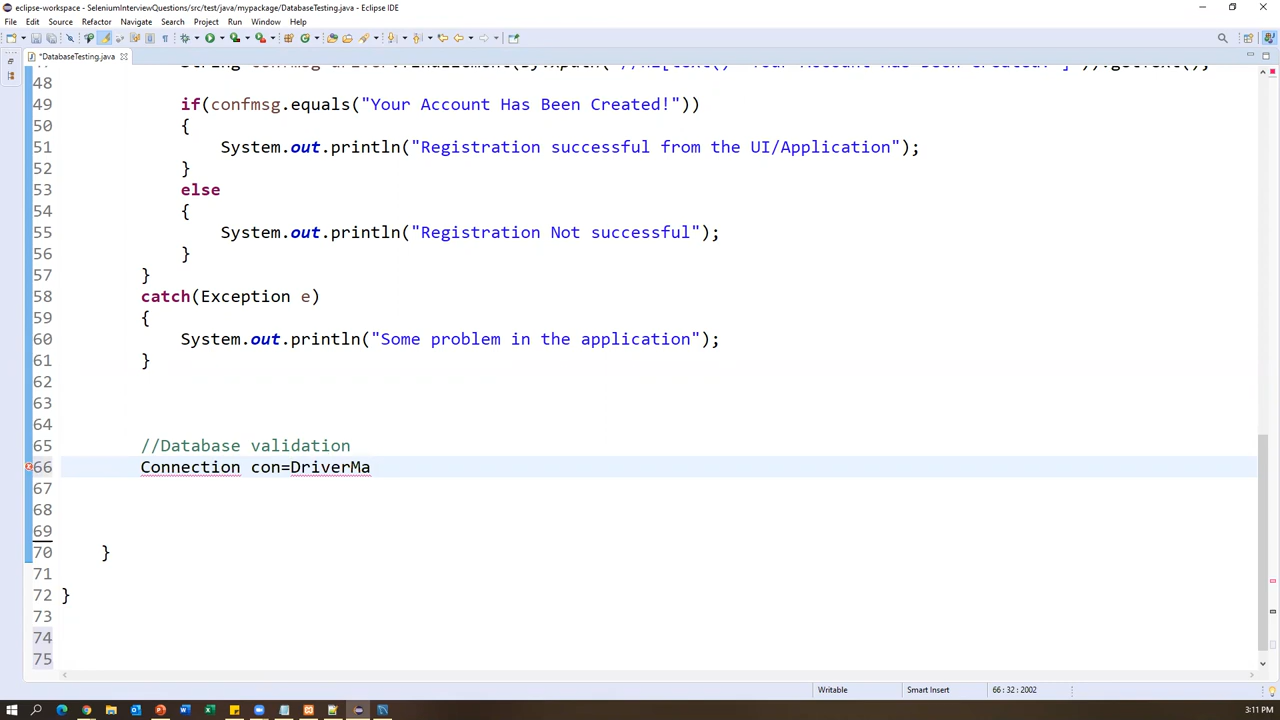 eclipse-workspace - SeleniumInterviewQuestions/src/test/java/mypackage/DatabaseTesting.java - Eclipse IDE
File Edit Source Refactor Navigate Search Project Run Window Help
*DatabaseTesting.java
48
49 if(confmsg.equals("Your Account Has Been Created!"))
50 {
51 System.out.println("Registration successful from the UI/Application");
52 }
53 else
54 {
55 System.out.println("Registration Not successful");
56 }
57 }
58 catch(Exception e)
59 {
60 System.out.println("Some problem in the application");
61 }
62
63
64
65 //Database validation
66 Connection con=DriverMa
67
68
69
70 }
71
72 }
73
74
75
Writable Smart Insert 66 : 32 : 2002
3:11 PM